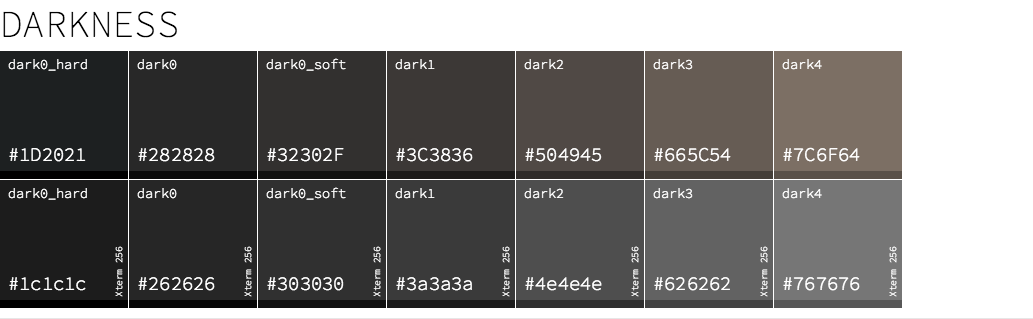 DARKNESS
dark0_hard dark0 dark0_soft dark1 dark2 dark3 dark4
#1D2021 #282828 #32302F #3C3836 #504945 #665C54 #7C6F64
dark0_hard dark0 dark0_soft dark1 dark2 dark3 dark4
Xterm 256 Xterm 256 Xterm 256 Xterm 256 Xterm 256 Xterm 256 Xterm 256
#1c1c1c #262626 #303030 #3a3a3a #4e4e4e #626262 #767676